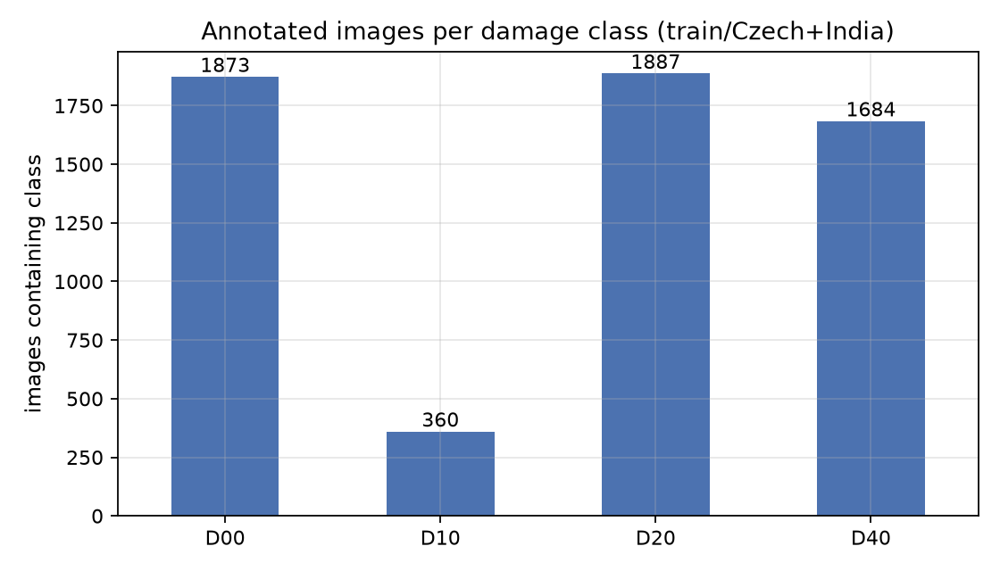 Annotated images per damage class (train/Czech+India)
images containing class
1750
1500
1250
1000
750
500
250
0
1873
360
1887
1684
D00
D10
D20
D40